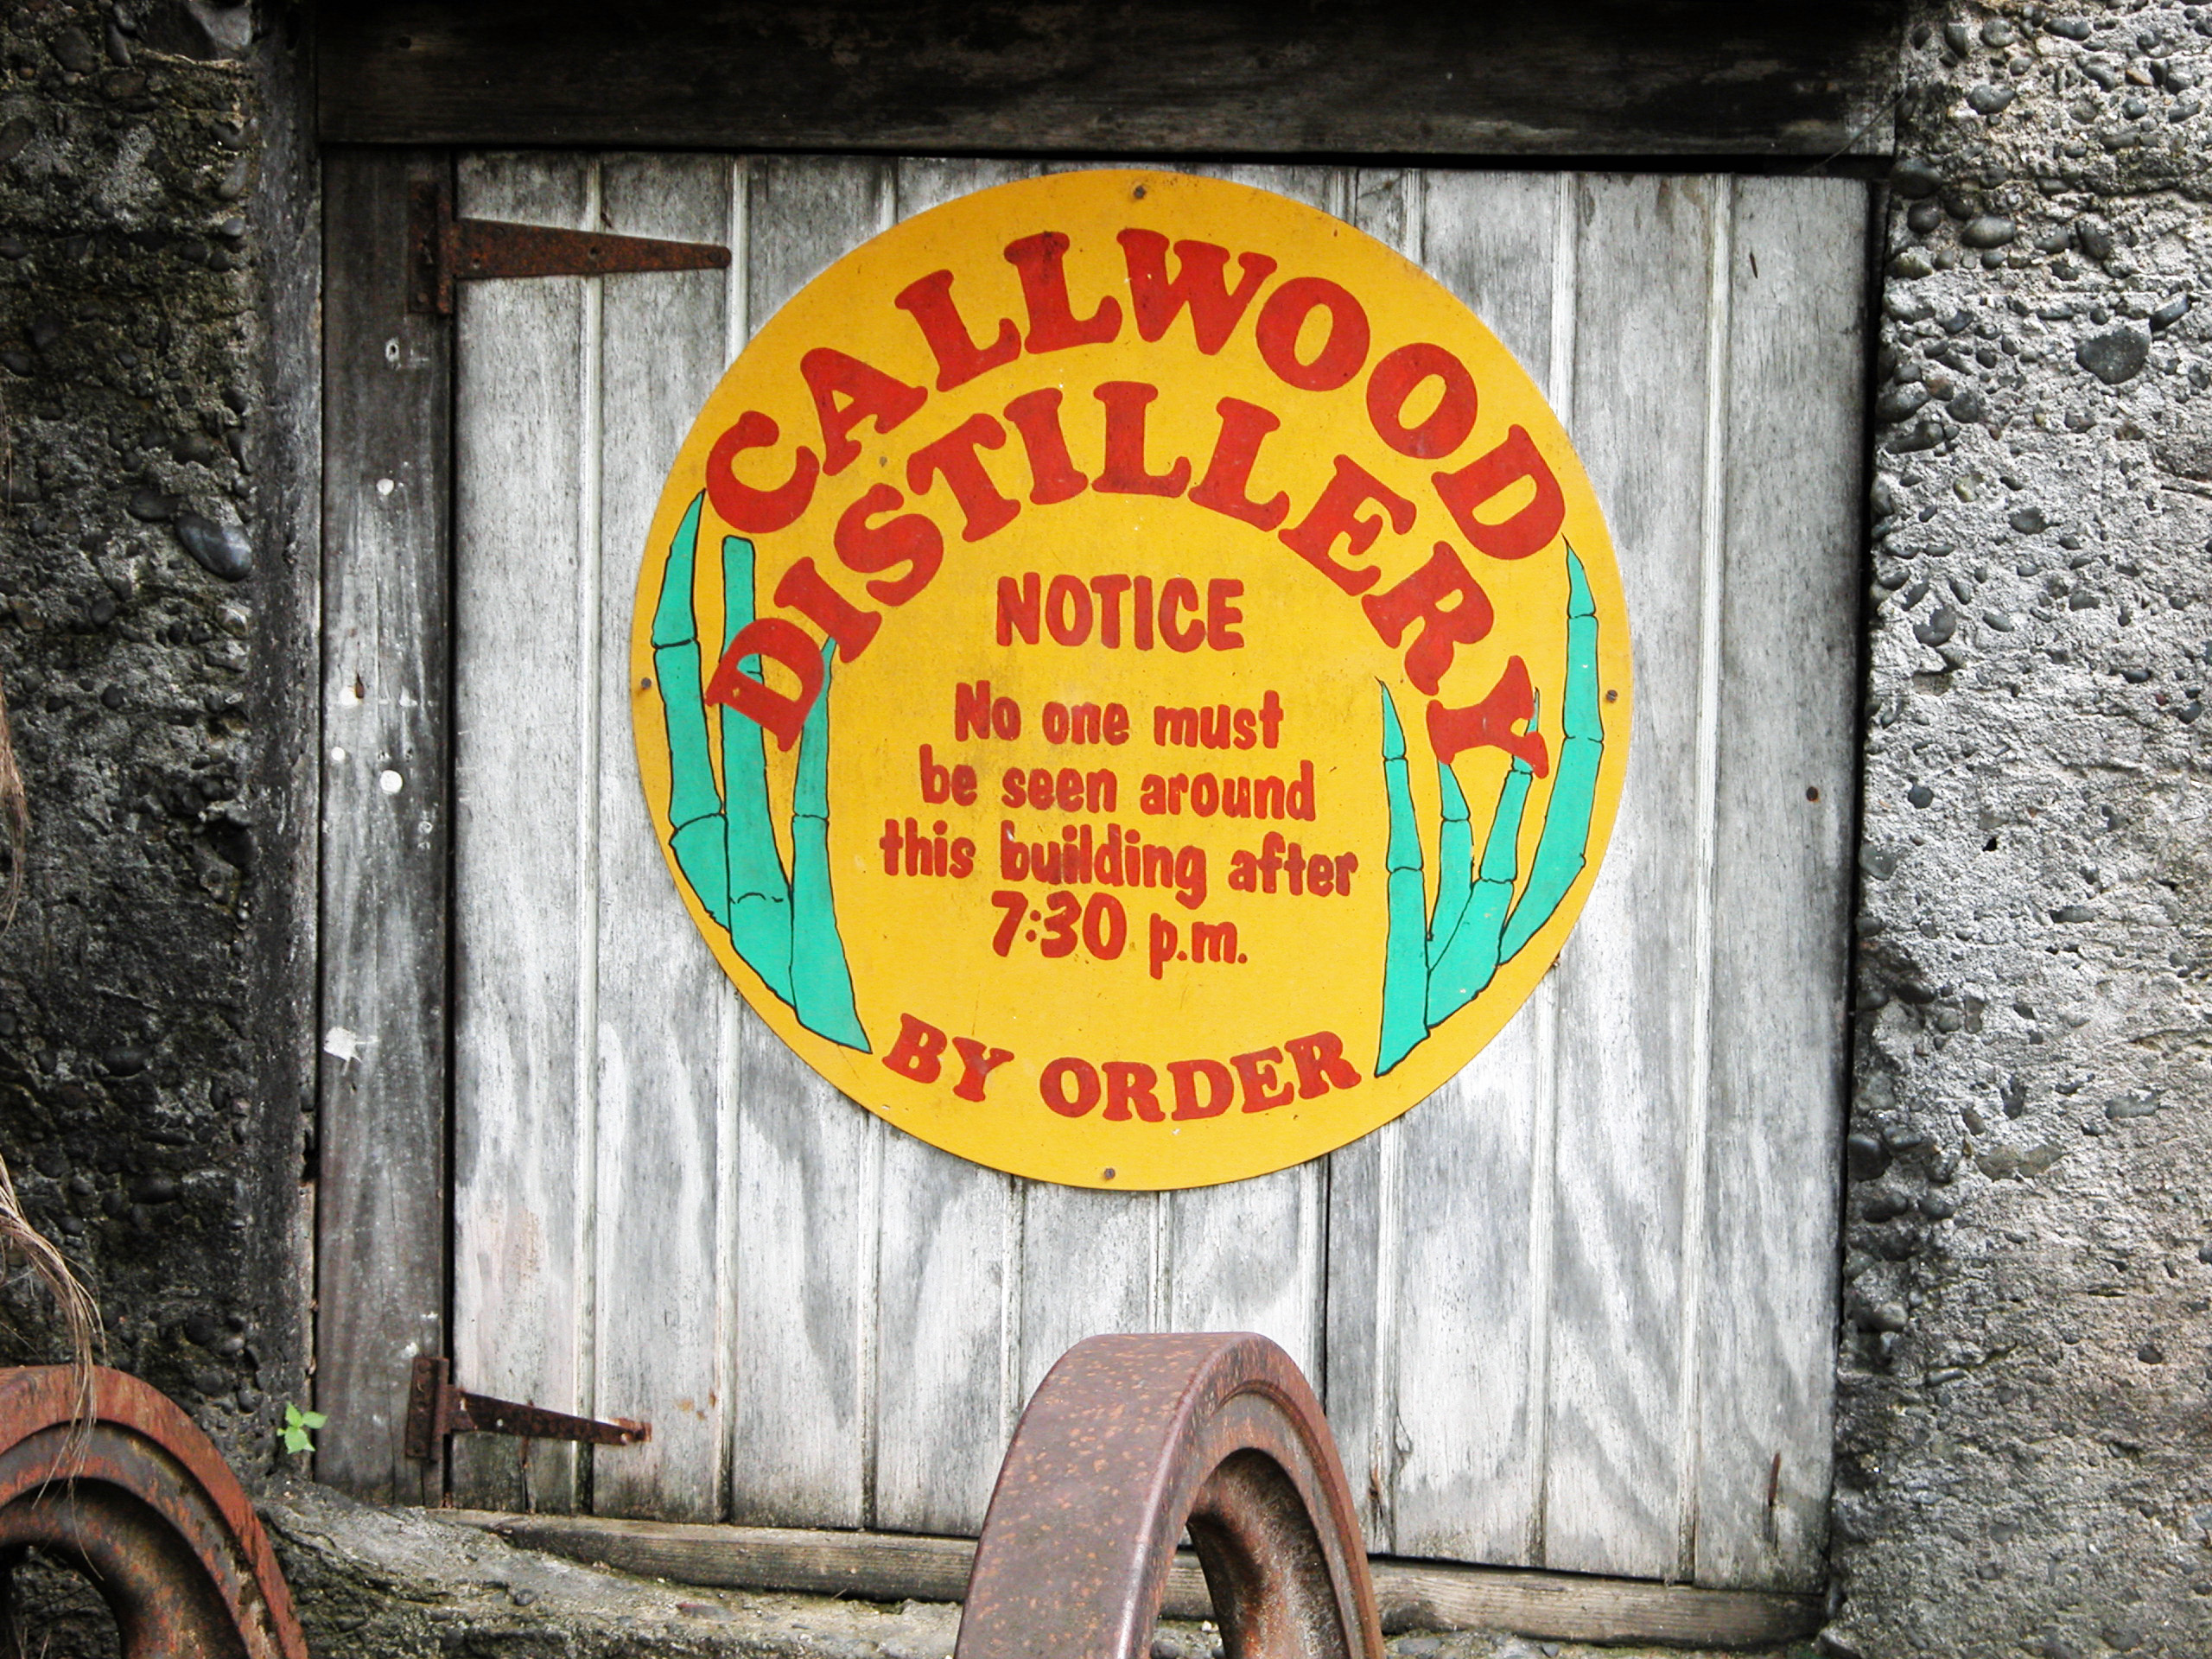 CALLWOOD
DISTILLERY
NOTICE
No one must
be seen around
this building after
7:30 p.m.
BY ORDER